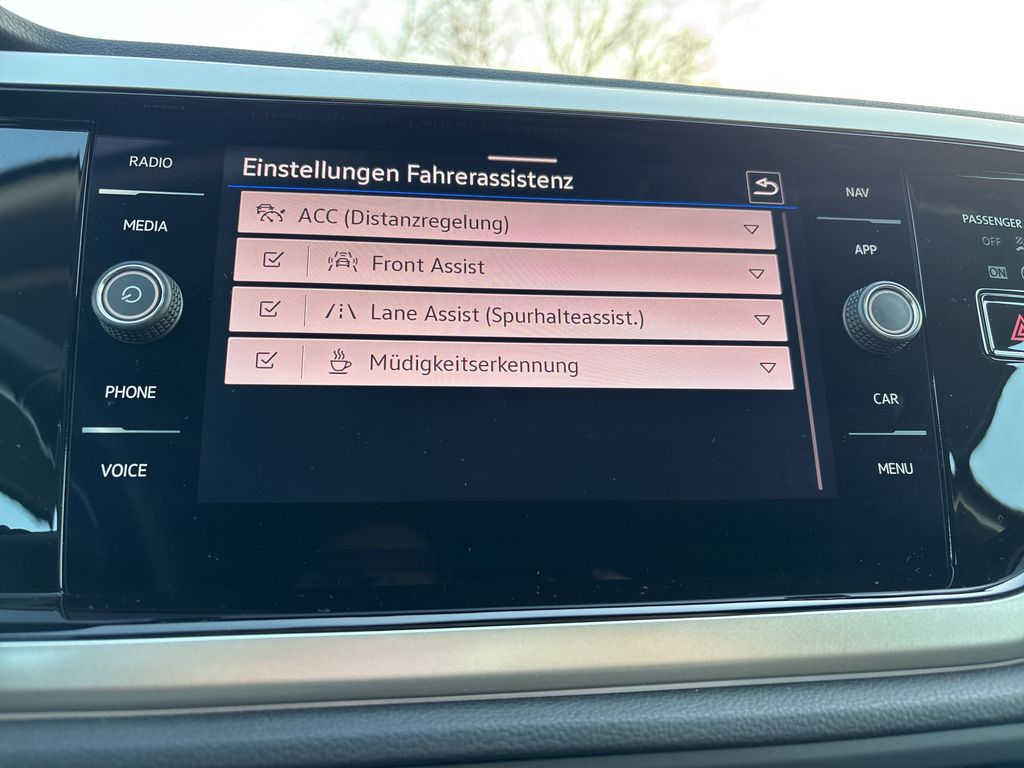 RADIO
MEDIA
PHONE
VOICE
Einstellungen Fahrerassistenz
ACC (Distanzregelung)
Front Assist
Lane Assist (Spurhalteassist.)
Müdigkeitserkennung
NAV
APP
CAR
MENU
PASSENGER
OFF
ON